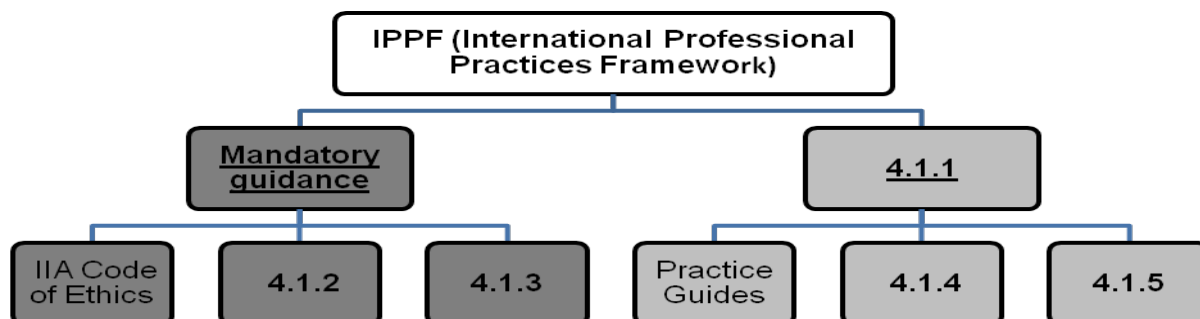 IPPF (International Professional
Practices Framework)
Mandatory
guidance
4.1.1
IIA Code
of Ethics
4.1.2
4.1.3
Practice
Guides
4.1.4
4.1.5